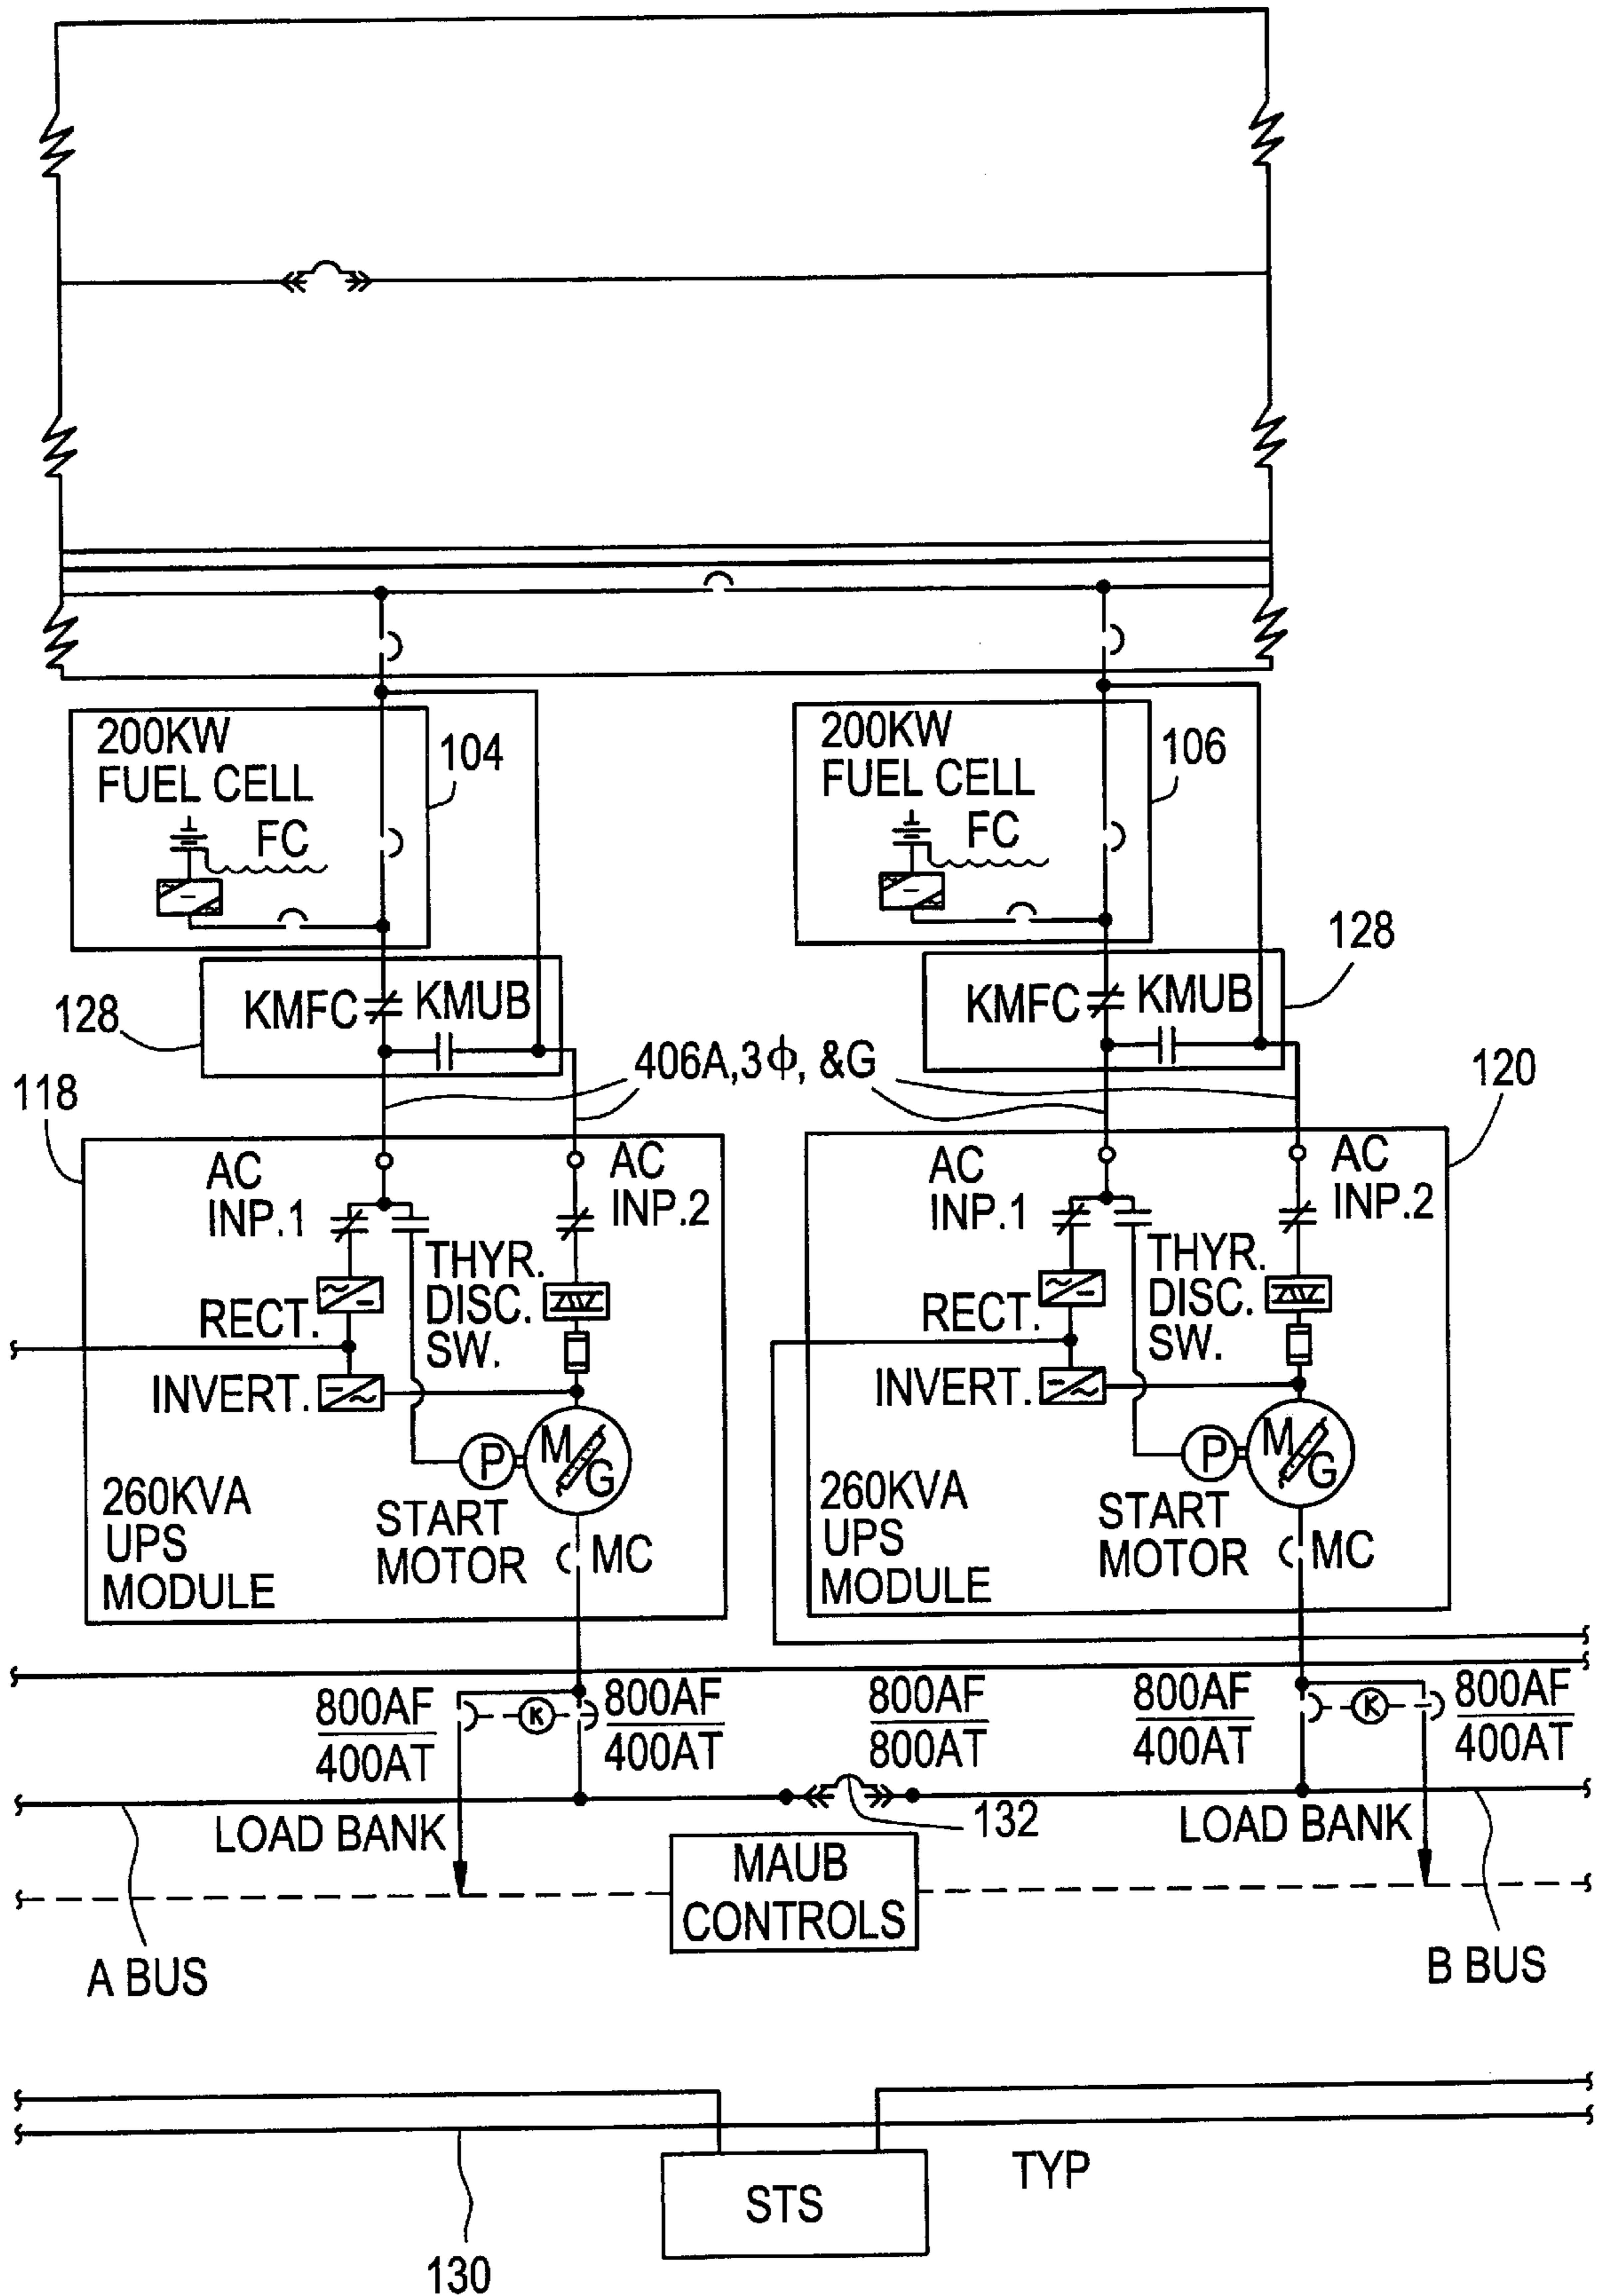 200KW
FUEL CELL
FC
104
200KW
FUEL CELL
FC
106
128
KMFC
KMUB
KMFC
KMUB
128
406A,3ϕ, &G
118
AC
INP.1
AC
INP.2
THYR.
DISC.
SW.
RECT.
INVERT.
P
M
G
START
MOTOR
MC
260KVA
UPS
MODULE
120
AC
INP.1
AC
INP.2
THYR.
DISC.
SW.
RECT.
INVERT.
P
M
G
START
MOTOR
MC
260KVA
UPS
MODULE
800AF
400AT
K
800AF
400AT
800AF
800AT
800AF
400AT
K
800AF
400AT
132
LOAD BANK
LOAD BANK
MAUB
CONTROLS
A BUS
B BUS
STS
TYP
130